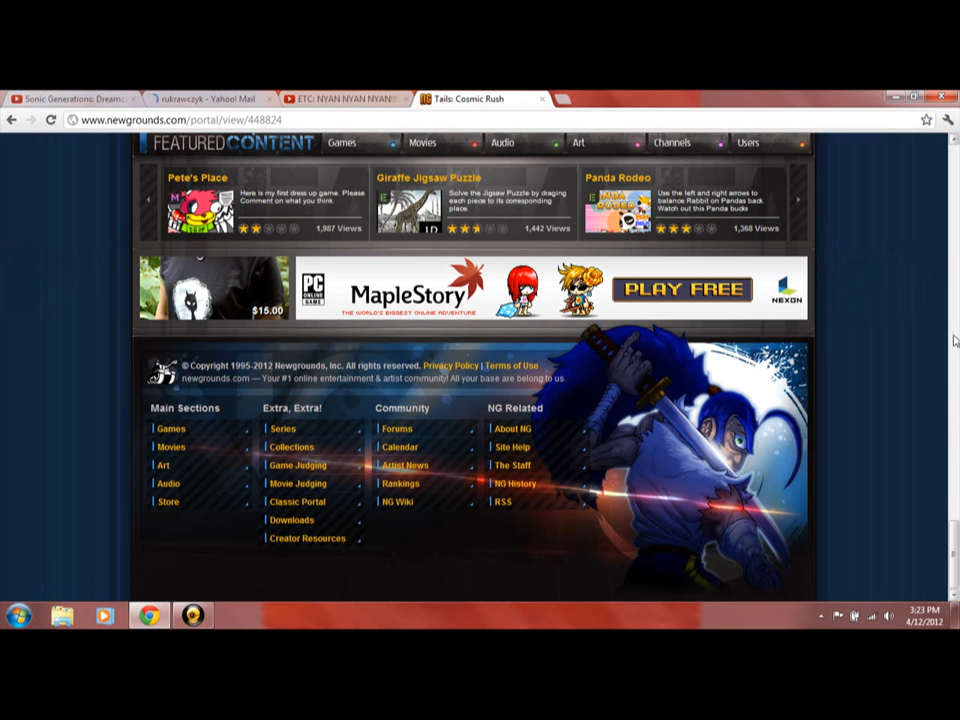 Sonic Generations: Dreamc
rukrawczyk - Yahoo! Mail
ETC: NYAN NYAN NYAN!!
NG Tails: Cosmic Rush
www.newgrounds.com/portal/view/448824
FEATURED CONTENT
Games
Movies
Audio
Art
Channels
Users
Pete's Place
Here is my first dress up game. Please
Comment on what you think.
1,987 Views
Giraffe Jigsaw Puzzle
Solve the Jigsaw Puzzle by draging
each piece to its corresponding
place.
1,442 Views
Panda Rodeo
Use the left and right arrows to
balance Rabbit on Pandas back.
Watch out this Panda bucks
1,368 Views
$15.00
PC
ONLINE
GAME
MapleStory
THE WORLD'S BIGGEST ONLINE ADVENTURE
PLAY FREE
NEXON
© Copyright 1995-2012 Newgrounds, Inc. All rights reserved. Privacy Policy | Terms of Use
newgrounds.com — Your #1 online entertainment & artist community! All your base are belong to us.
Main Sections
Games
Movies
Art
Audio
Store
Extra, Extra!
Series
Collections
Game Judging
Movie Judging
Classic Portal
Downloads
Creator Resources
Community
Forums
Calendar
Artist News
Rankings
NG Wiki
NG Related
About NG
Site Help
The Staff
NG History
RSS
3:23 PM
4/12/2012